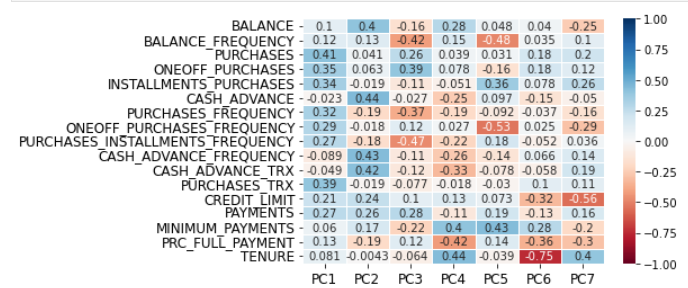 BALANCE 0.1 0.4 -0.16 0.28 0.048 0.04 -0.25 1.00
BALANCE_FREQUENCY 0.12 0.13 -0.42 0.15 -0.48 0.035 0.1
PURCHASES 0.41 0.041 0.26 0.039 0.031 0.18 0.2 0.75
ONEOFF_PURCHASES 0.35 0.063 0.39 0.078 -0.16 0.18 0.12
INSTALLMENTS_PURCHASES 0.34 -0.019 -0.11 -0.051 0.36 0.078 0.26 0.50
CASH_ADVANCE -0.023 0.44 -0.027 -0.25 0.097 -0.15 -0.05
PURCHASES_FREQUENCY 0.32 -0.19 -0.37 -0.19 -0.092 -0.037 -0.16 0.25
ONEOFF_PURCHASES_FREQUENCY 0.29 -0.018 0.12 0.027 -0.53 0.025 -0.29
PURCHASES_INSTALLMENTS_FREQUENCY 0.27 -0.18 -0.47 -0.22 0.18 -0.052 0.036 0.00
CASH_ADVANCE_FREQUENCY -0.089 0.43 -0.11 -0.26 -0.14 0.066 0.14
CASH_ADVANCE_TRX -0.049 0.42 -0.12 -0.33 -0.078 -0.058 0.19 -0.25
PURCHASES_TRX 0.39 -0.019 -0.077 -0.018 -0.03 0.1 0.11
CREDIT_LIMIT 0.21 0.24 0.1 0.13 0.073 -0.32 -0.56 -0.50
PAYMENTS 0.27 0.26 0.28 -0.11 0.19 -0.13 0.16
MINIMUM_PAYMENTS 0.06 0.17 -0.22 0.4 0.43 0.28 -0.2 -0.75
PRC_FULL_PAYMENT 0.13 -0.19 0.12 -0.42 0.14 -0.36 -0.3
TENURE 0.081 -0.0043 -0.064 0.44 -0.039 -0.75 0.4 -1.00
PC1 PC2 PC3 PC4 PC5 PC6 PC7